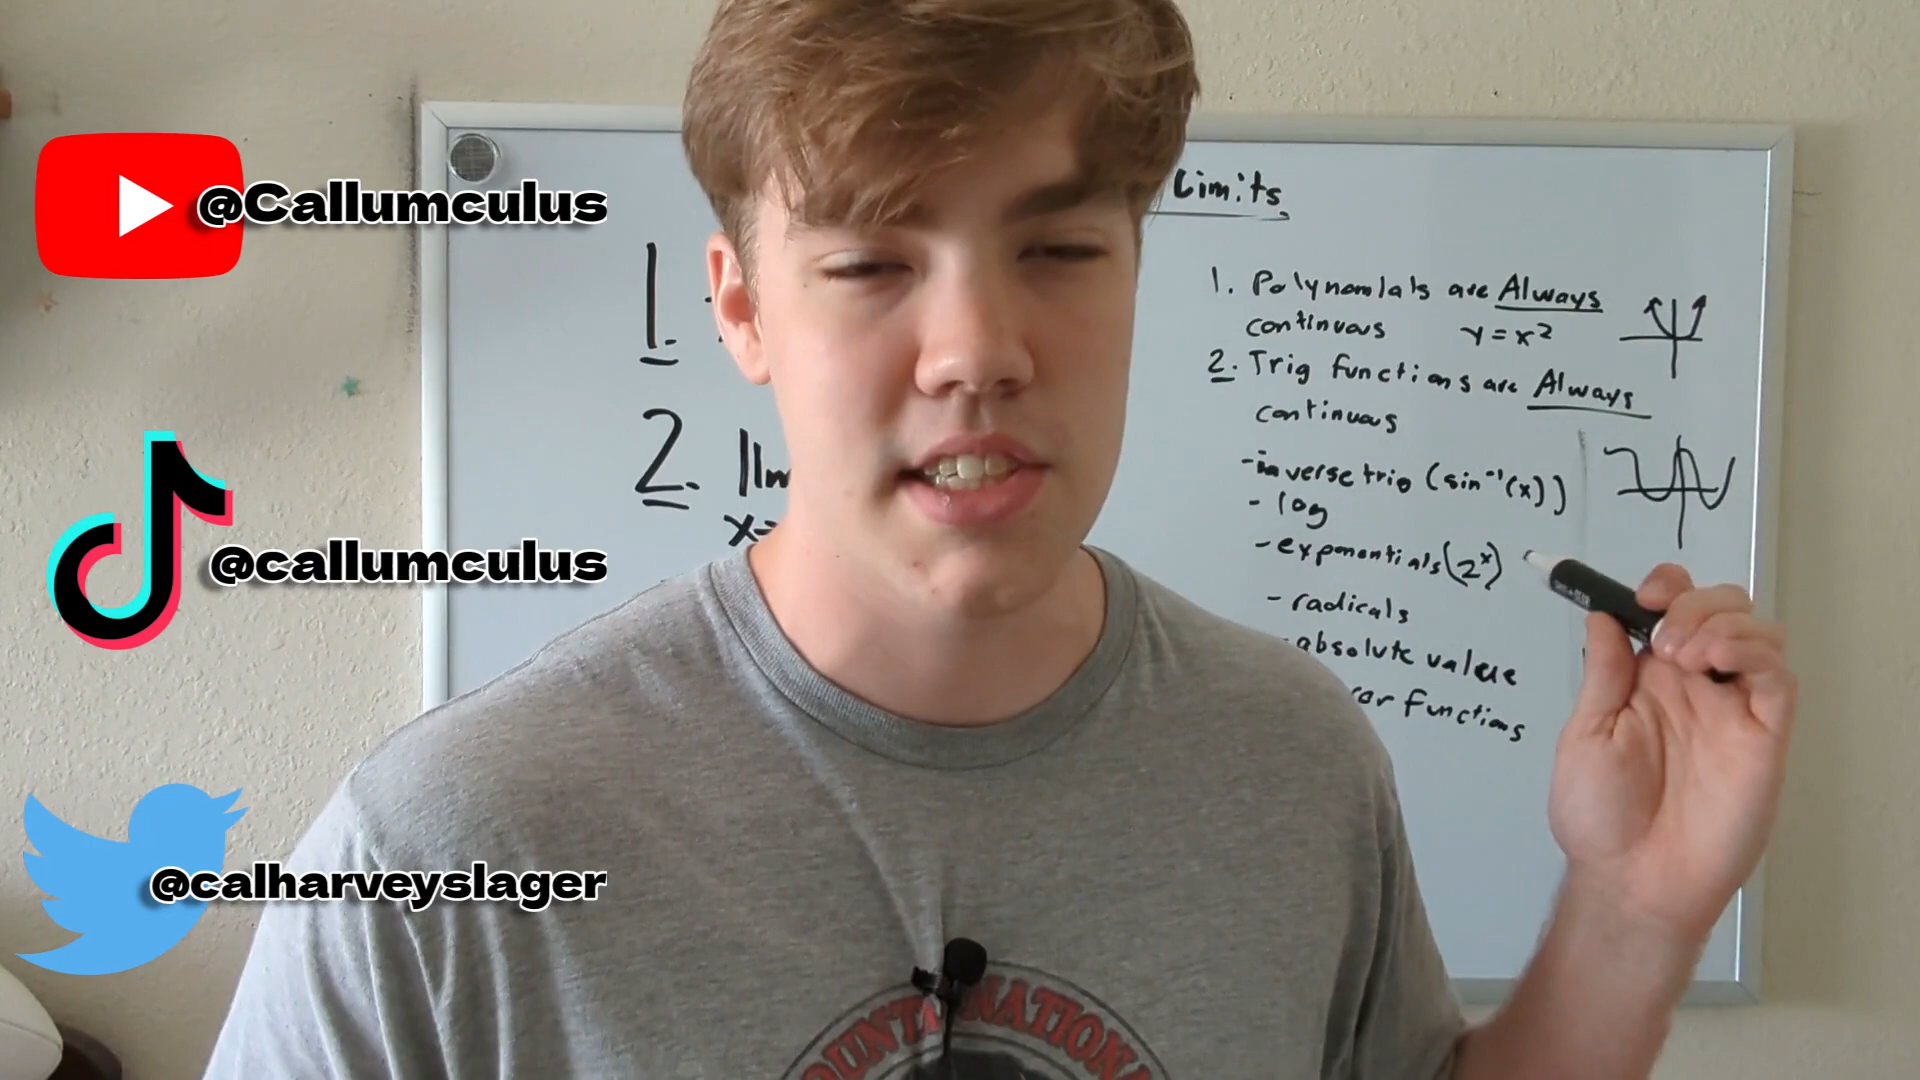 @Callumculus
@callumculus
@calharveyslager
Limits
1.
2. lim
x
1. Polynomials are Always
continuous y = x²
2. Trig functions are Always
continuous
- inverse trig (sin⁻¹(x))
- log
- exponentials (2ˣ)
- radicals
- absolute value
functions